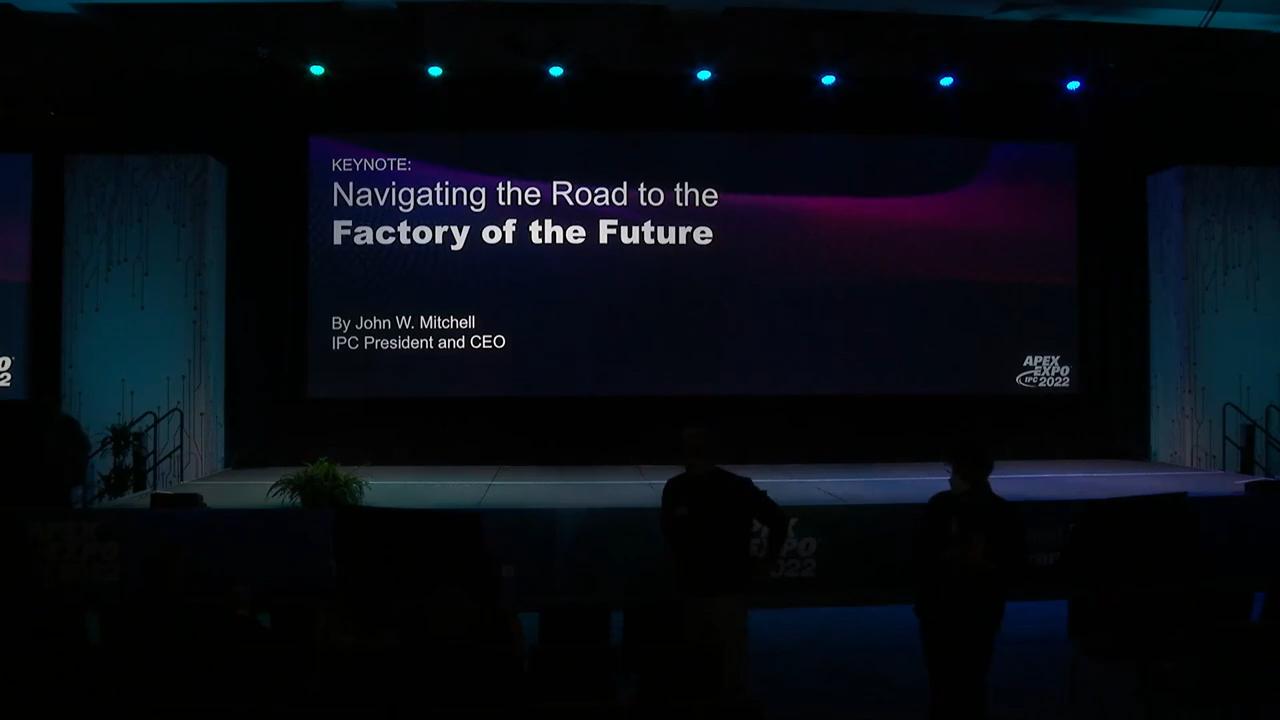 KEYNOTE:
Navigating the Road to the
Factory of the Future
By John W. Mitchell
IPC President and CEO
APEX
EXPO
IPC 2022